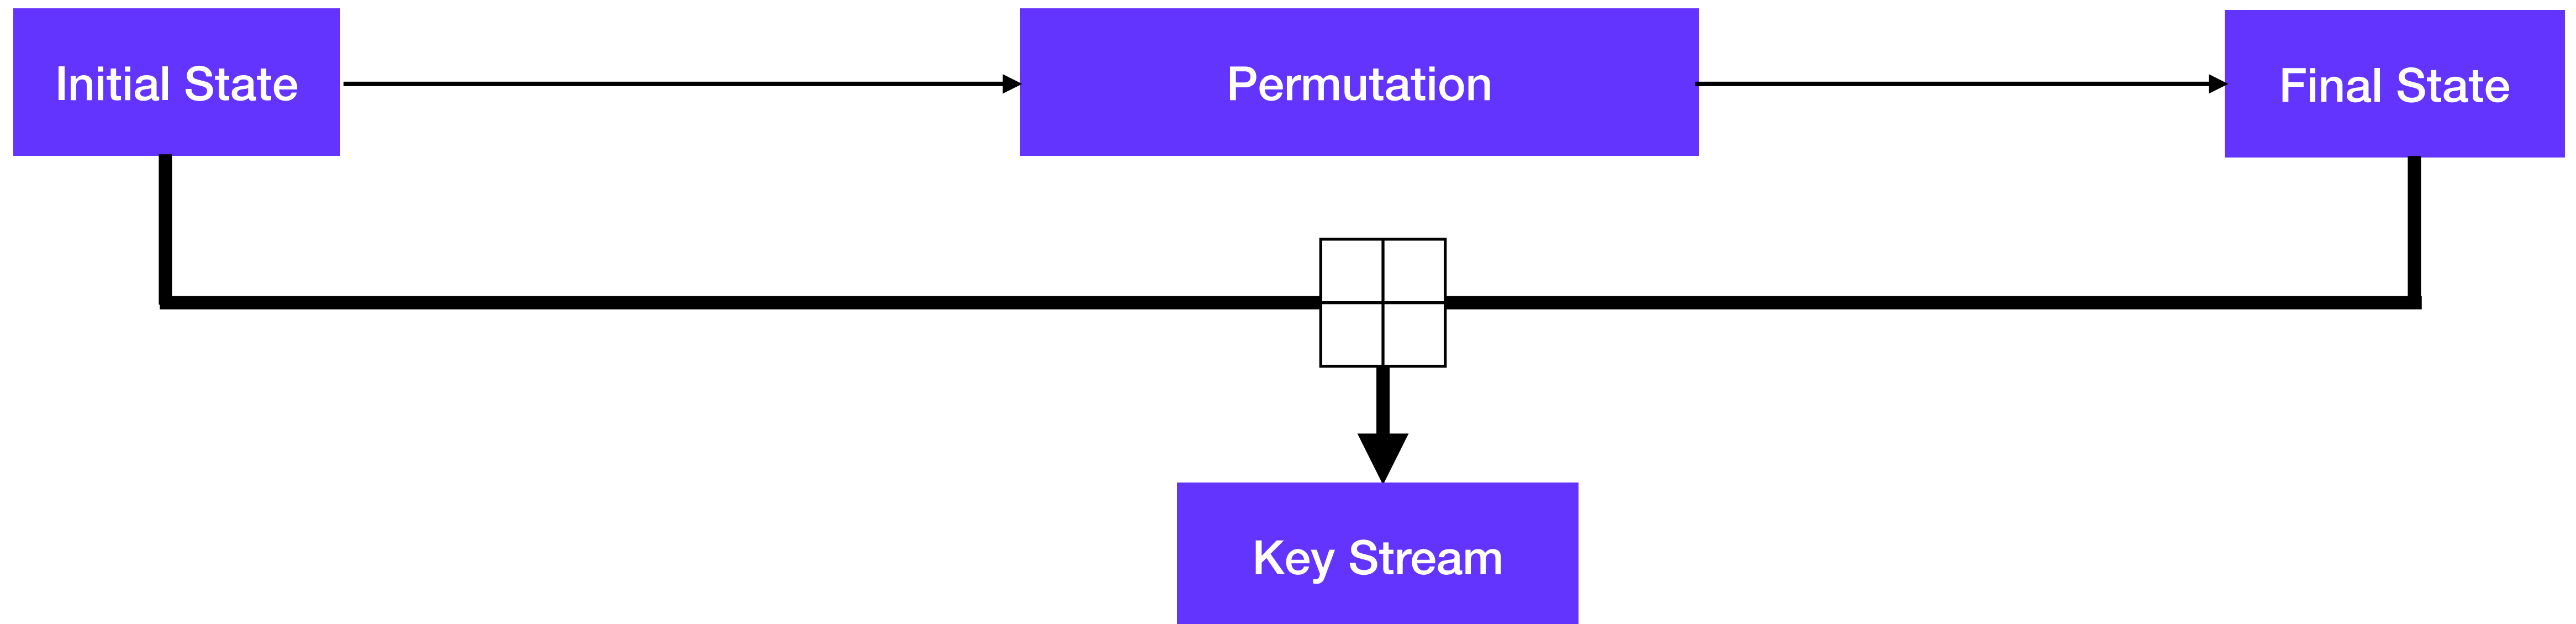 Initial State
Permutation
Final State
Key Stream